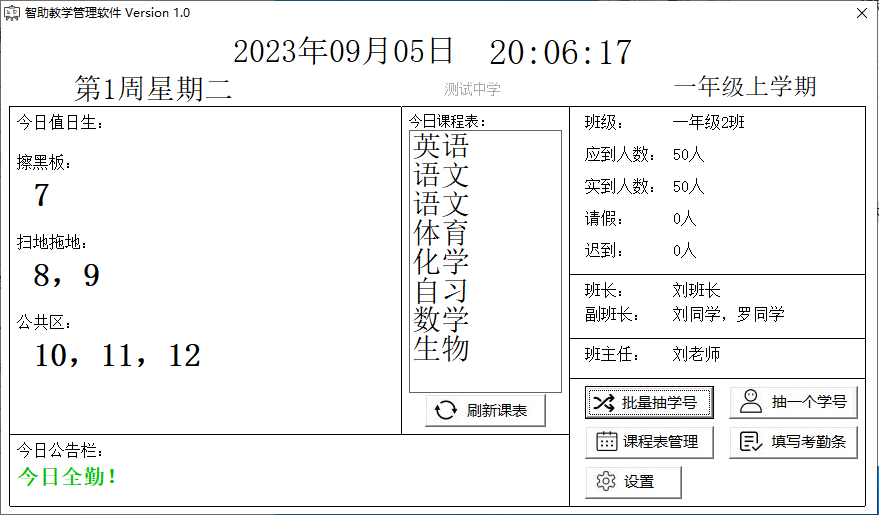 智助教学管理软件 Version 1.0
2023年09月05日 20:06:17
第1周星期二
测试中学
一年级上学期
今日值日生:
擦黑板:
7
扫地拖地:
8, 9
公共区:
10, 11, 12
今日课程表:
英语
语文
语文
体育
化学
自习
数学
生物
刷新课表
班级: 一年级2班
应到人数: 50人
实到人数: 50人
请假: 0人
迟到: 0人
班长: 刘班长
副班长: 刘同学, 罗同学
班主任: 刘老师
批量抽学号 抽一个学号
课程表管理 填写考勤条
设置
今日公告栏:
今日全勤!